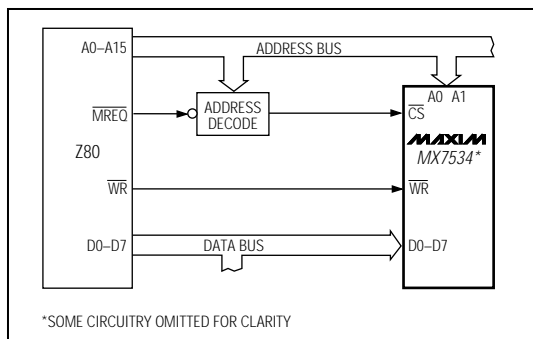 A0–A15
ADDRESS BUS
A0 A1
MREQ
ADDRESS
DECODE
CS
MAXIM
MX7534*
Z80
WR
WR
D0–D7
DATA BUS
D0–D7
*SOME CIRCUITRY OMITTED FOR CLARITY